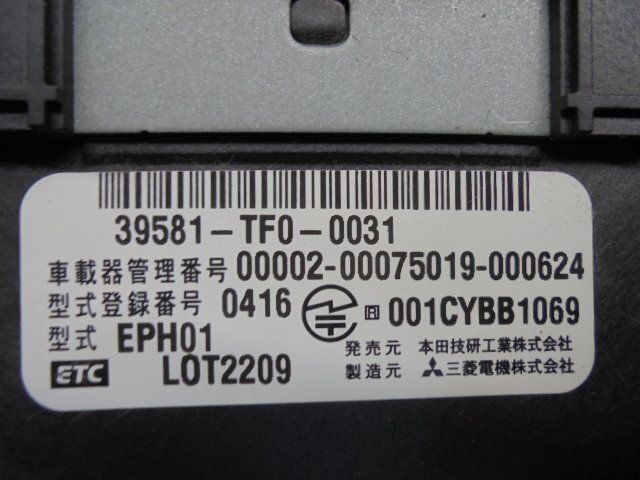 39581-TF0-0031
車載器管理番号 00002-00075019-000624
型式登録番号 0416 R 001CYBB1069
型式 EPH01 発売元 本田技研工業株式会社
ETC LOT2209 製造元 三菱電機株式会社